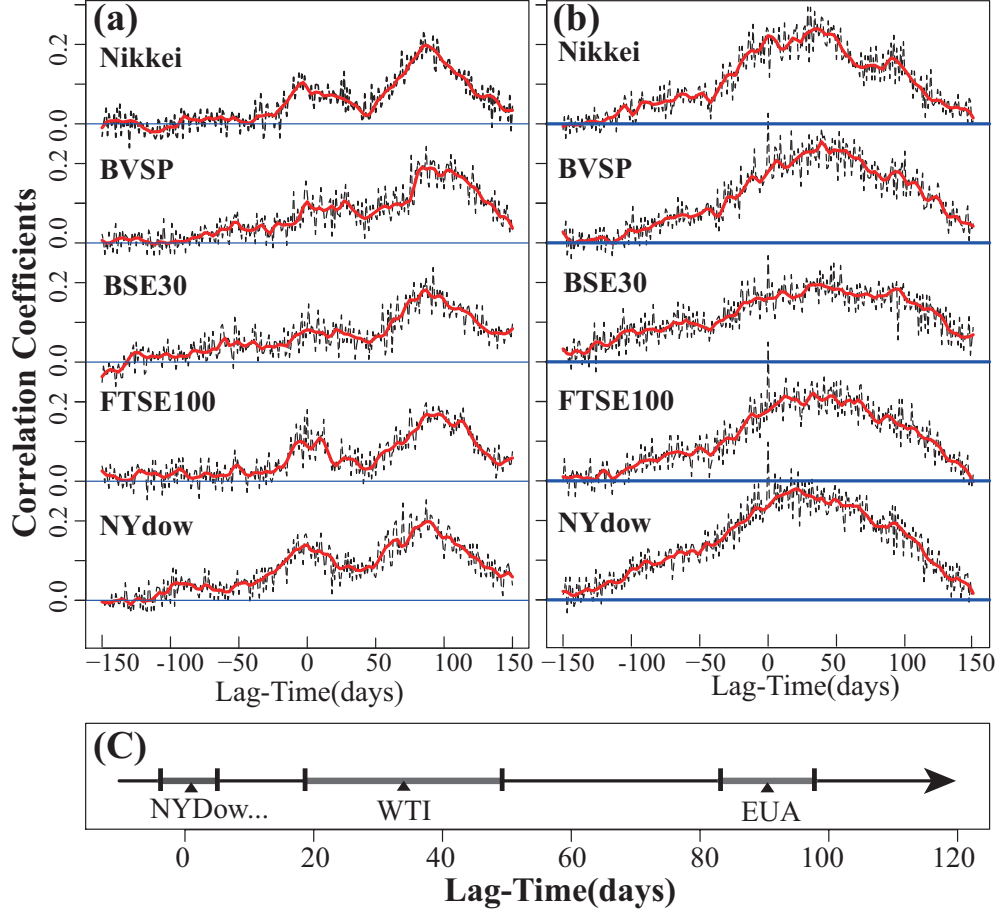 (a)
Nikkei
BVSP
BSE30
FTSE100
NYdow
0.2
0.0
0.2
0.0
0.2
0.0
0.2
0.0
0.2
0.0
Correlation Coefficients
−150 -100 -50 0 50 100 150
Lag-Time(days)
(b)
Nikkei
BVSP
BSE30
FTSE100
NYdow
−150 -100 -50 0 50 100 150
Lag-Time(days)
(C)
NYDow... WTI EUA
0 20 40 60 80 100 120
Lag-Time(days)